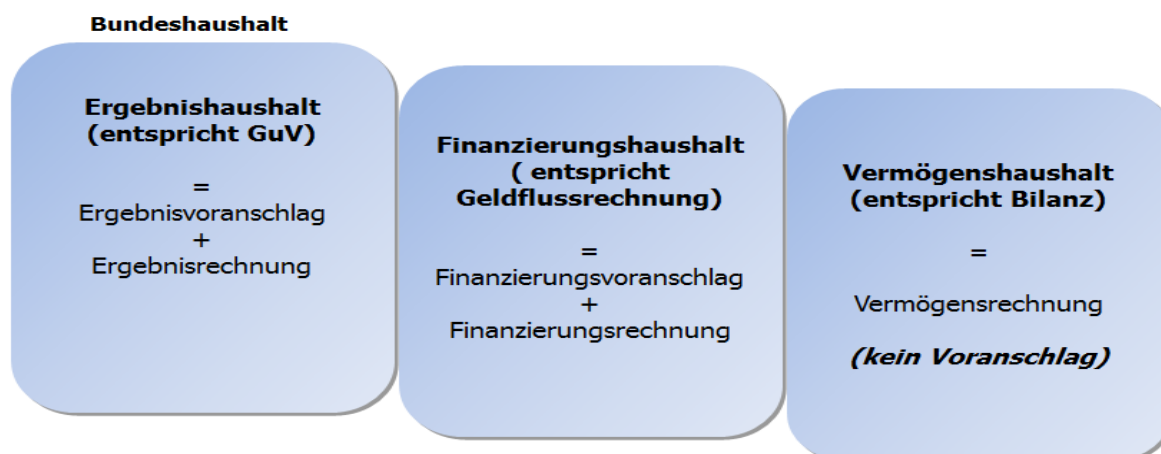 Bundeshaushalt
Ergebnishaushalt
(entspricht GuV)
=
Ergebnisvoranschlag
+
Ergebnisrechnung
Finanzierungshaushalt
( entspricht
Geldflussrechnung)
=
Finanzierungsvoranschlag
+
Finanzierungsrechnung
Vermögenshaushalt
(entspricht Bilanz)
=
Vermögensrechnung
(kein Voranschlag)